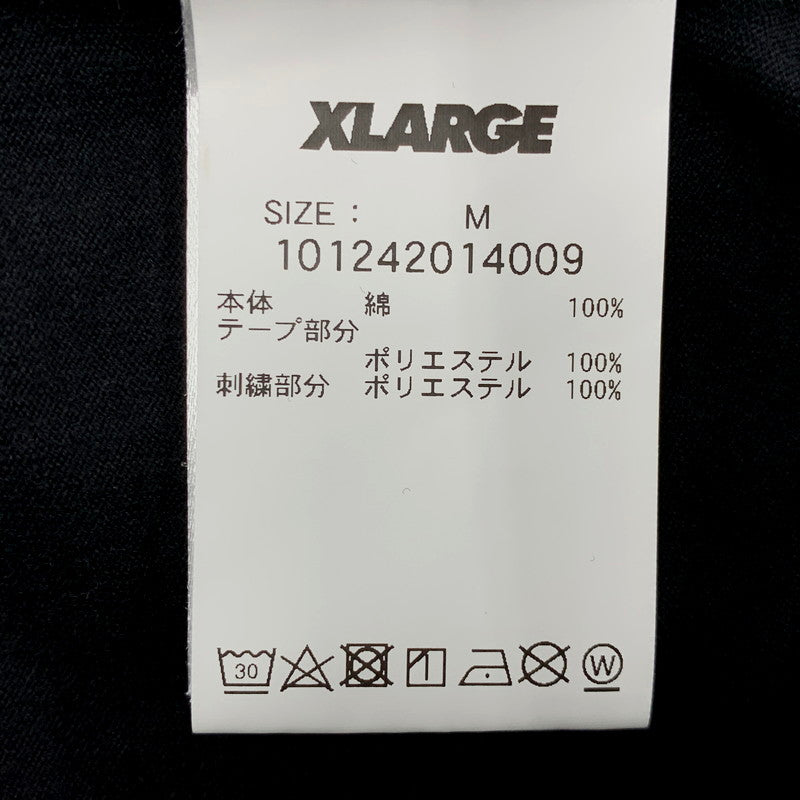 XLARGE
SIZE : M
101242014009
本体 綿 100%
テープ部分
ポリエステル 100%
刺繍部分 ポリエステル 100%
30
W